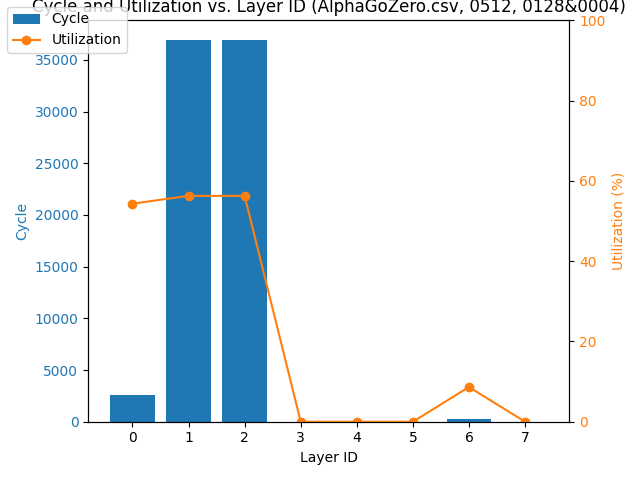 Cycle and Utilization vs. Layer ID (AlphaGoZero.csv, 0512, 0128&0004)
Cycle
Utilization
35000
30000
25000
20000
15000
10000
5000
0
Cycle
100
80
60
40
20
0
Utilization (%)
0 1 2 3 4 5 6 7
Layer ID